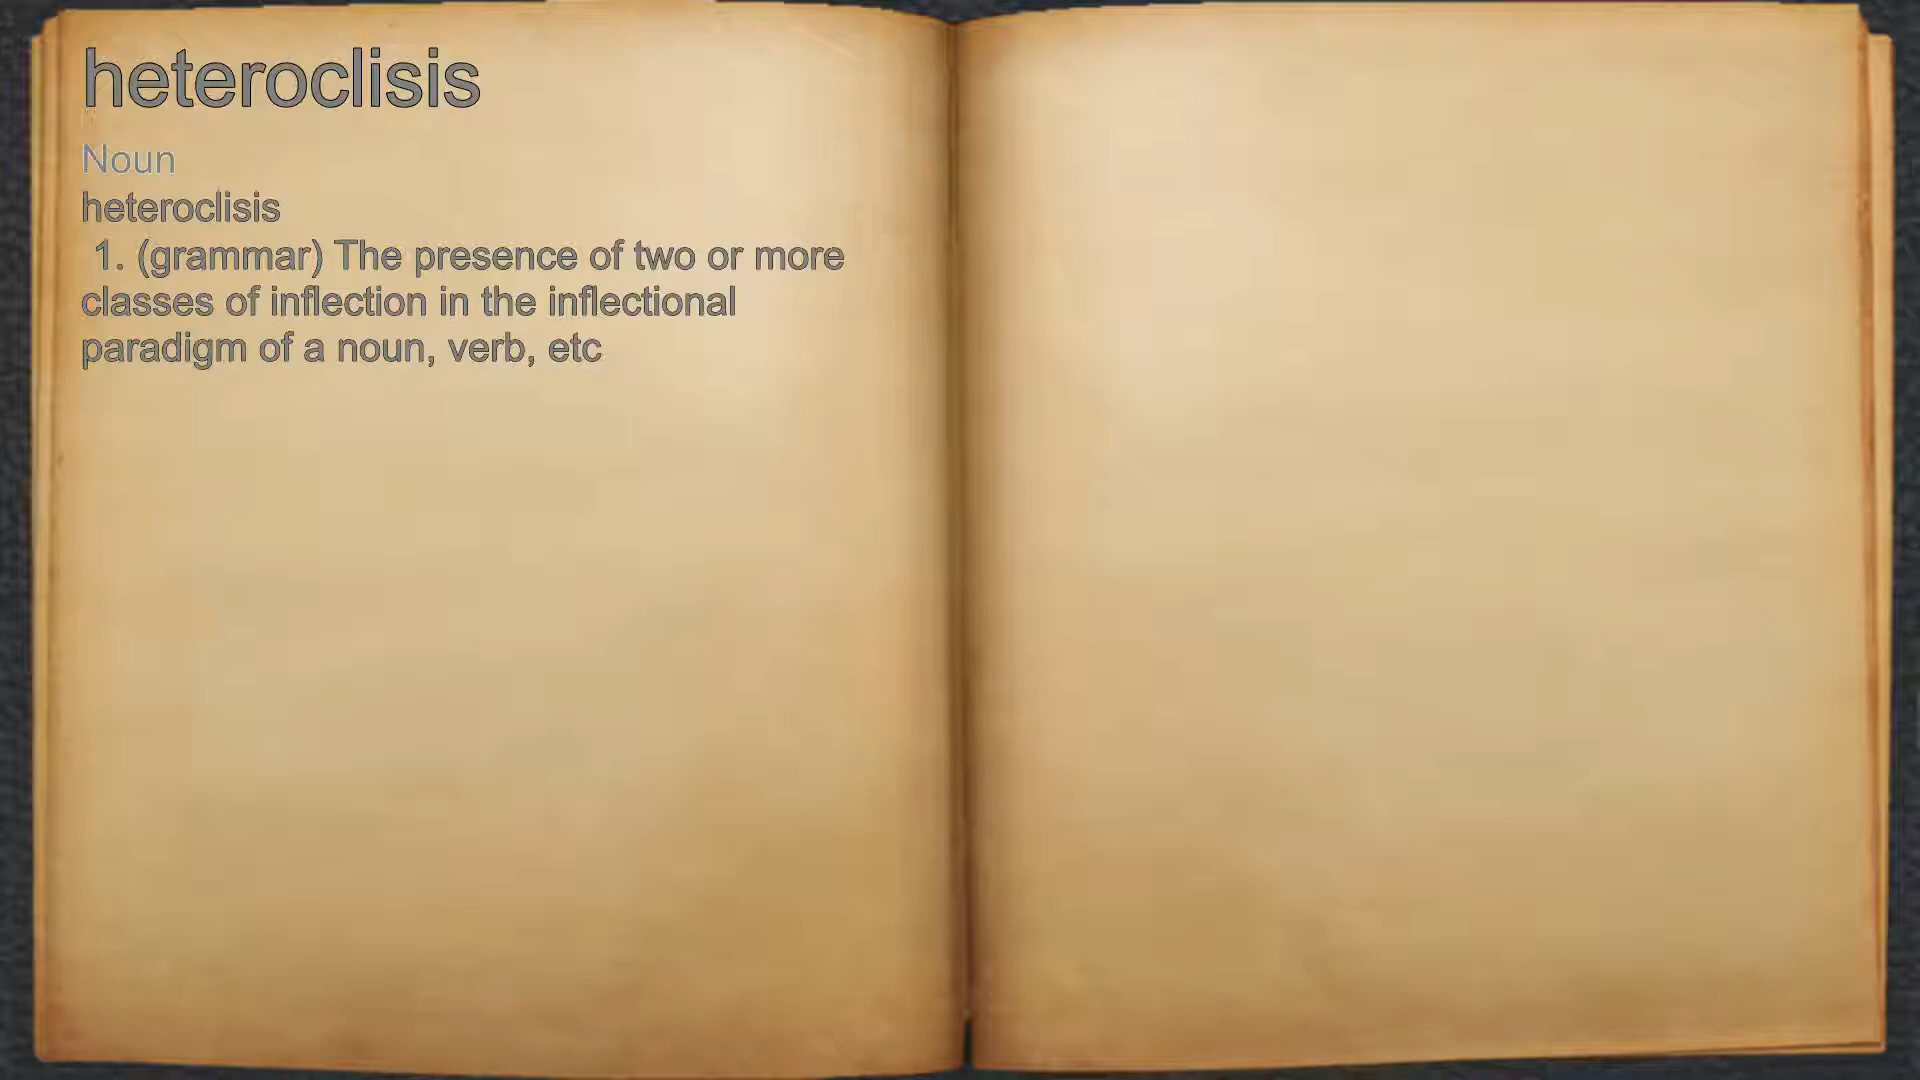 heteroclisis
Noun
heteroclisis
1. (grammar) The presence of two or more
classes of inflection in the inflectional
paradigm of a noun, verb, etc